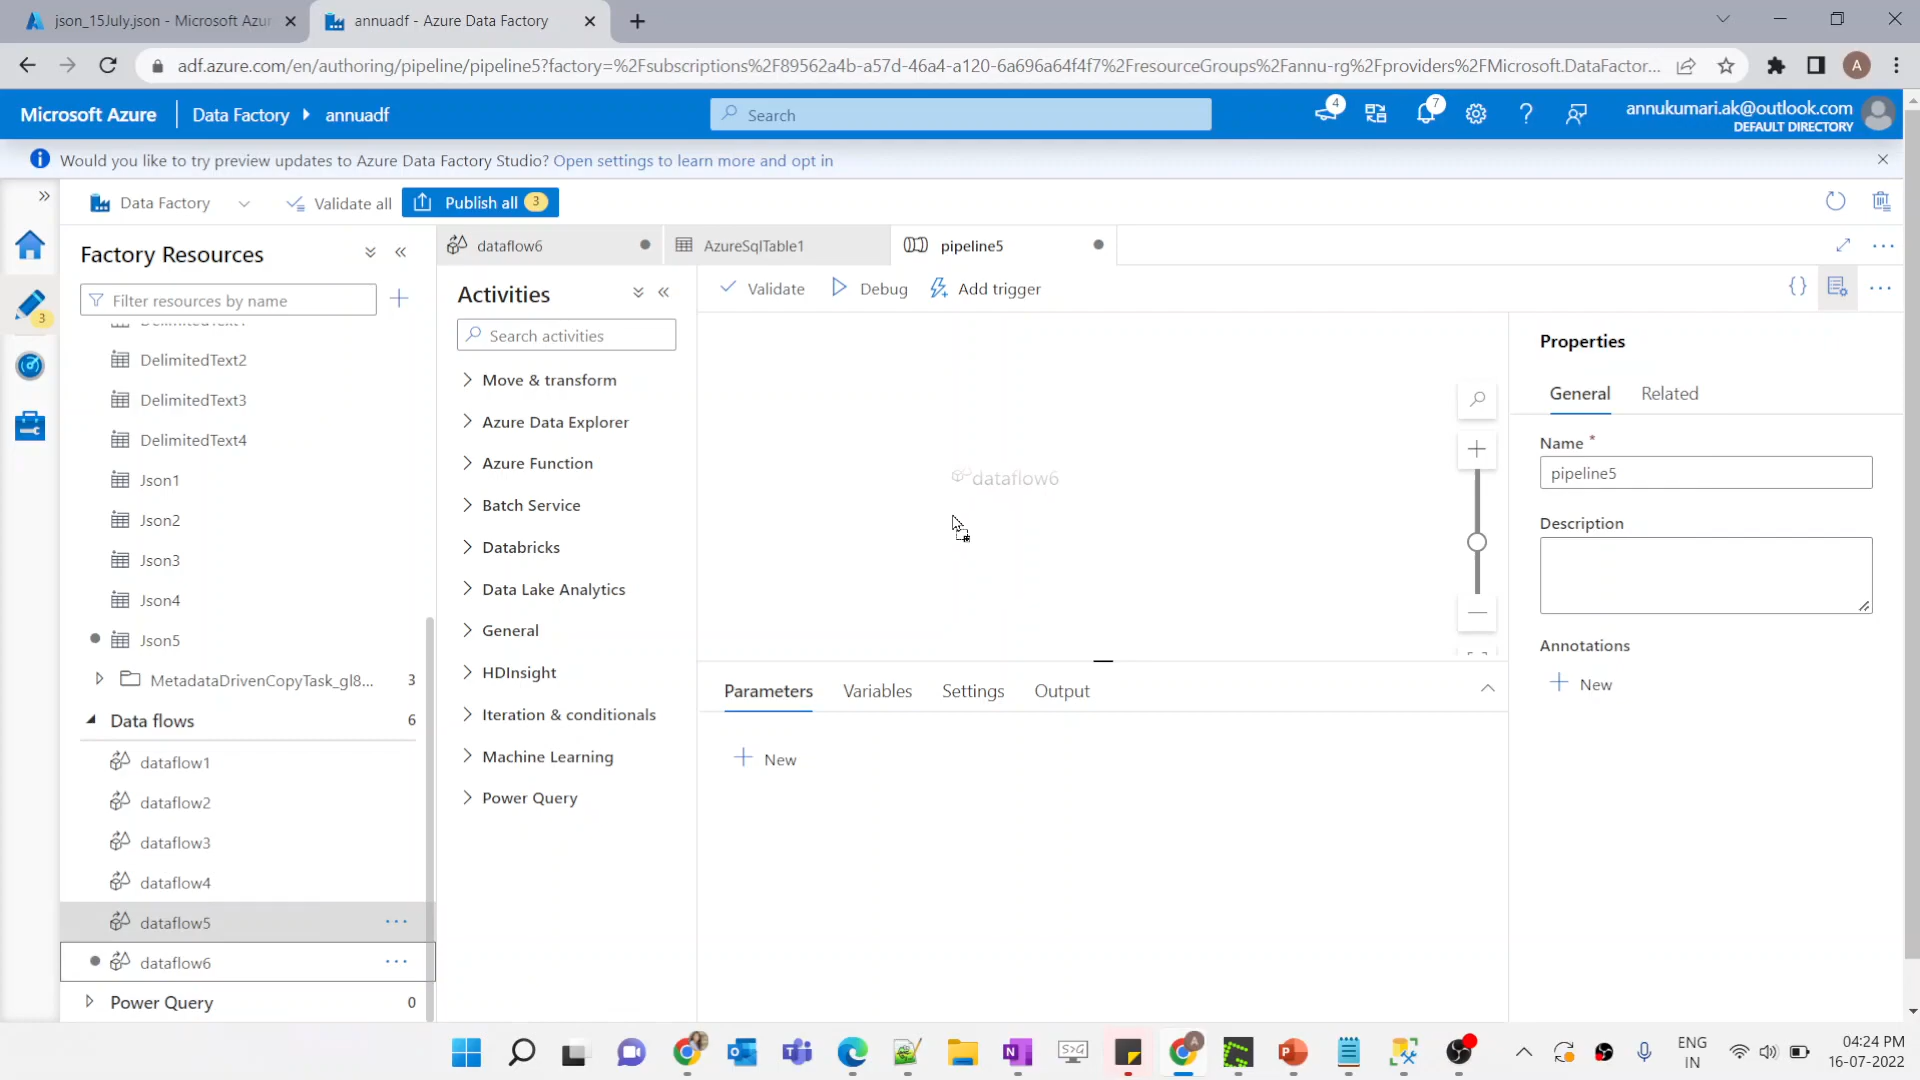 json_15July.json - Microsoft Azur
annuadf - Azure Data Factory
adf.azure.com/en/authoring/pipeline/pipeline5?factory=%2Fsubscriptions%2F89562a4b-a57d-46a4-a120-6a696a64f4f7%2FresourceGroups%2Fannu-rg%2Fproviders%2FMicrosoft.DataFactor...
A
Microsoft Azure
Data Factory
annuadf
Search
4
7
annukumari.ak@outlook.com
DEFAULT DIRECTORY
Would you like to try preview updates to Azure Data Factory Studio? Open settings to learn more and opt in
Data Factory
Validate all
Publish all 3
Factory Resources
dataflow6
AzureSqlTable1
pipeline5
Filter resources by name
3
DelimitedText2
DelimitedText3
DelimitedText4
Json1
Json2
Json3
Json4
Json5
MetadataDrivenCopyTask_gl8... 3
Data flows 6
dataflow1
dataflow2
dataflow3
dataflow4
dataflow5
dataflow6
Power Query 0
Activities
Search activities
Move & transform
Azure Data Explorer
Azure Function
Batch Service
Databricks
Data Lake Analytics
General
HDInsight
Iteration & conditionals
Machine Learning
Power Query
Validate
Debug
Add trigger
dataflow6
Parameters
Variables
Settings
Output
New
Properties
General
Related
Name *
pipeline5
Description
Annotations
New
ENG
IN
04:24 PM
16-07-2022